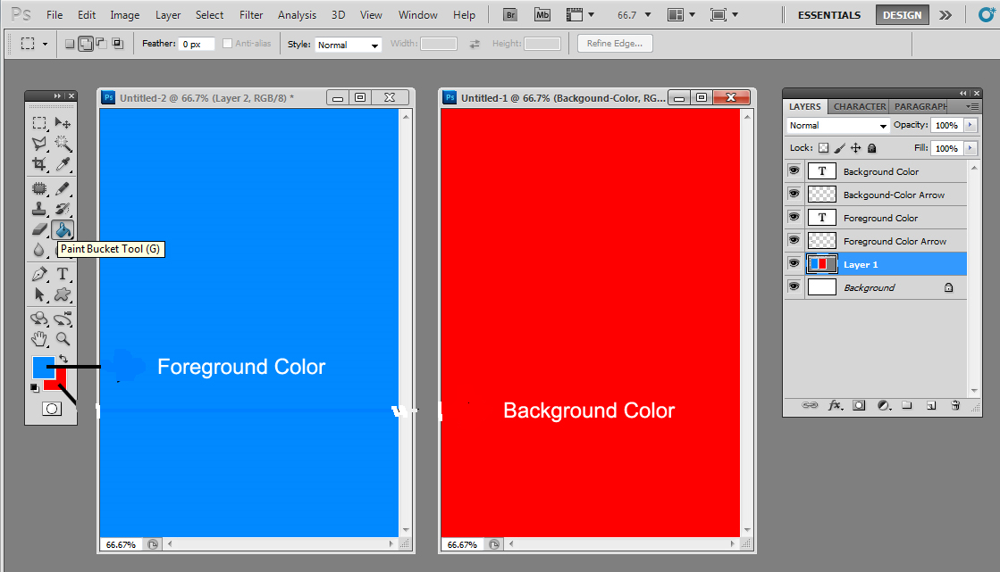 Ps File Edit Image Layer Select Filter Analysis 3D View Window Help Br Mb 66.7 ESSENTIALS DESIGN
Feather: 0 px Anti-alias Style: Normal Width: Height: Refine Edge...
Ps Untitled-2 @ 66.7% (Layer 2, RGB/8) *
Ps Untitled-1 @ 66.7% (Backgound-Color, RG...
LAYERS CHARACTER PARAGRAPH
Normal Opacity: 100%
Lock: Fill: 100%
T Background Color
Backgound-Color Arrow
T Foreground Color
Foreground Color Arrow
Layer 1
Background
fx
Paint Bucket Tool (G)
T
Foreground Color
Background Color
66.67%
66.67%